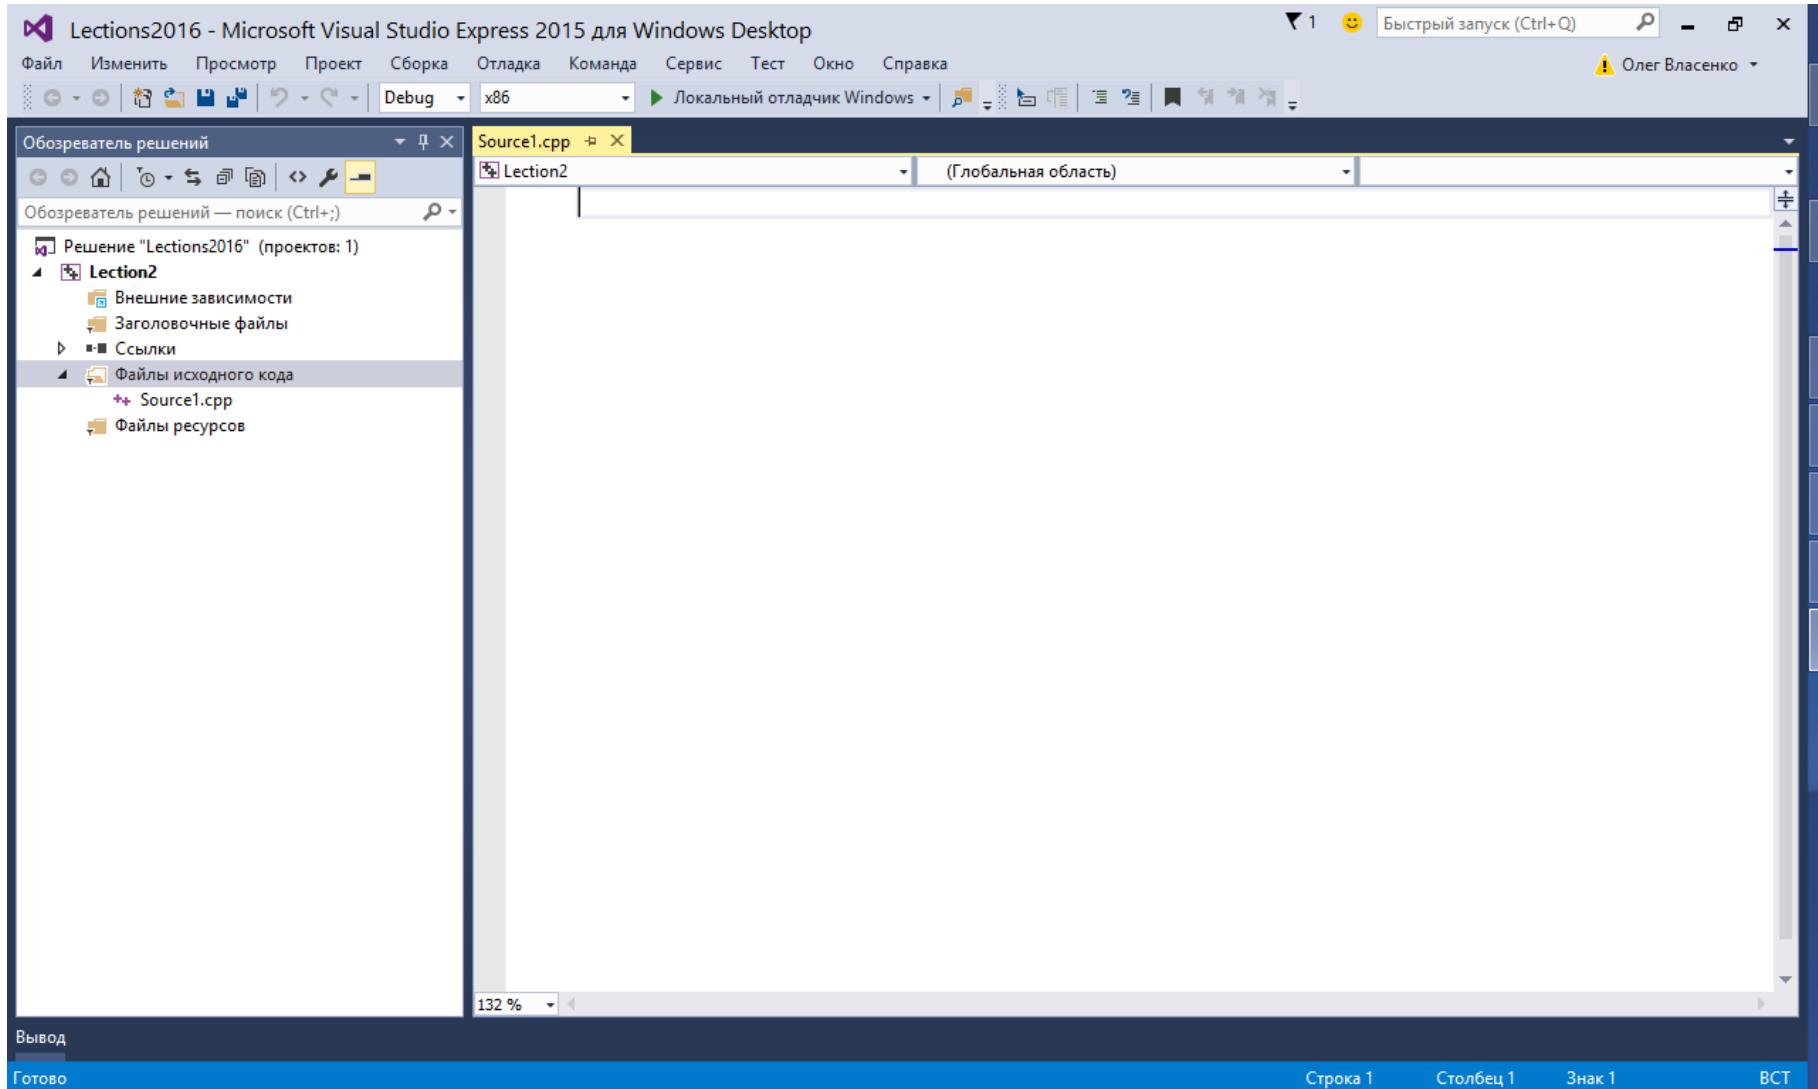 Lections2016 - Microsoft Visual Studio Express 2015 для Windows Desktop
1
Быстрый запуск (Ctrl+Q)
Файл Изменить Просмотр Проект Сборка Отладка Команда Сервис Тест Окно Справка
Олег Власенко
Debug x86 Локальный отладчик Windows
Обозреватель решений
Обозреватель решений — поиск (Ctrl+;)
Решение "Lections2016" (проектов: 1)
Lection2
Внешние зависимости
Заголовочные файлы
Ссылки
Файлы исходного кода
Source1.cpp
Файлы ресурсов
Source1.cpp
Lection2 (Глобальная область)
132 %
Вывод
Готово Строка 1 Столбец 1 Знак 1 ВСТ